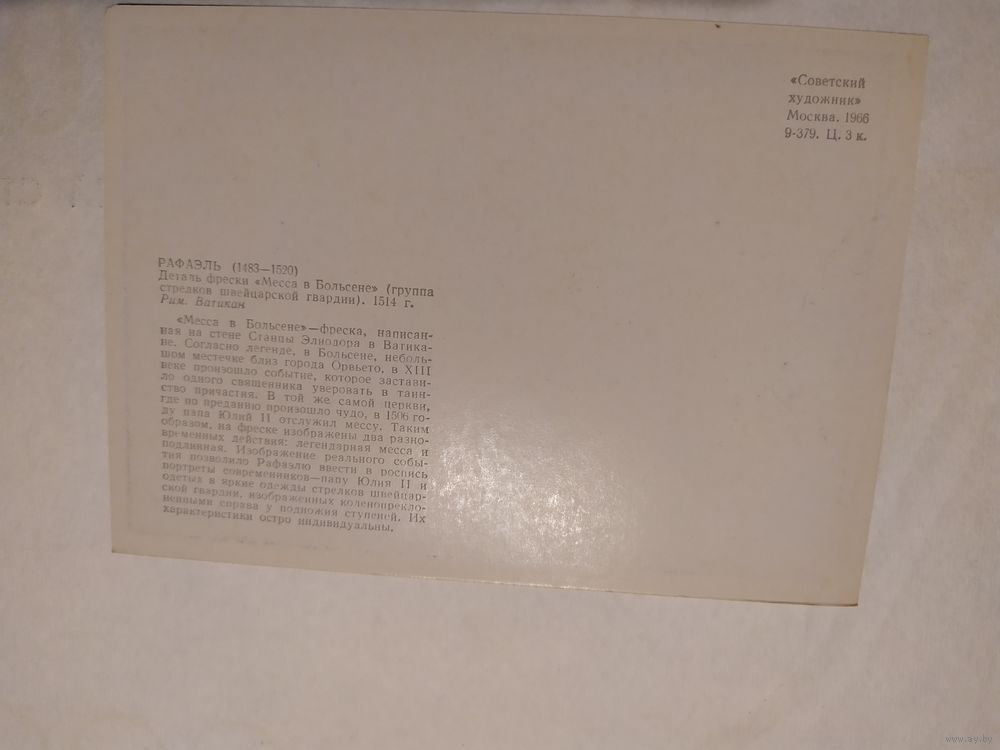 «Советский
художник»
Москва. 1966
9-379. Ц. 3 к.
РАФАЭЛЬ (1483—1520)
Деталь фрески «Месса в Больсене» (группа
стрелков швейцарской гвардии). 1514 г.
Рим. Ватикан
«Месса в Больсене»—фреска, написан-
ная на стене Станцы Элиодора в Ватика-
не. Согласно легенде, в Больсене, неболь-
шом местечке близ города Орвьето, в XIII
веке произошло событие, которое застави-
ло одного священника уверовать в таин-
ство причастия. В той же самой церкви,
где по преданию произошло чудо, в 1506 го-
ду папа Юлий II отслужил мессу. Таким
образом, на фреске изображены два разно-
временных действия: легендарная месса и
подлинная. Изображение реального собы-
тия позволило Рафаэлю ввести в роспись
портреты современников—папу Юлия II и
одетых в яркие одежды стрелков швейцар-
ской гвардии, изображенных коленопрекло-
ненными справа у подножия ступеней. Их
характеристики остро индивидуальны.
www.ay.by